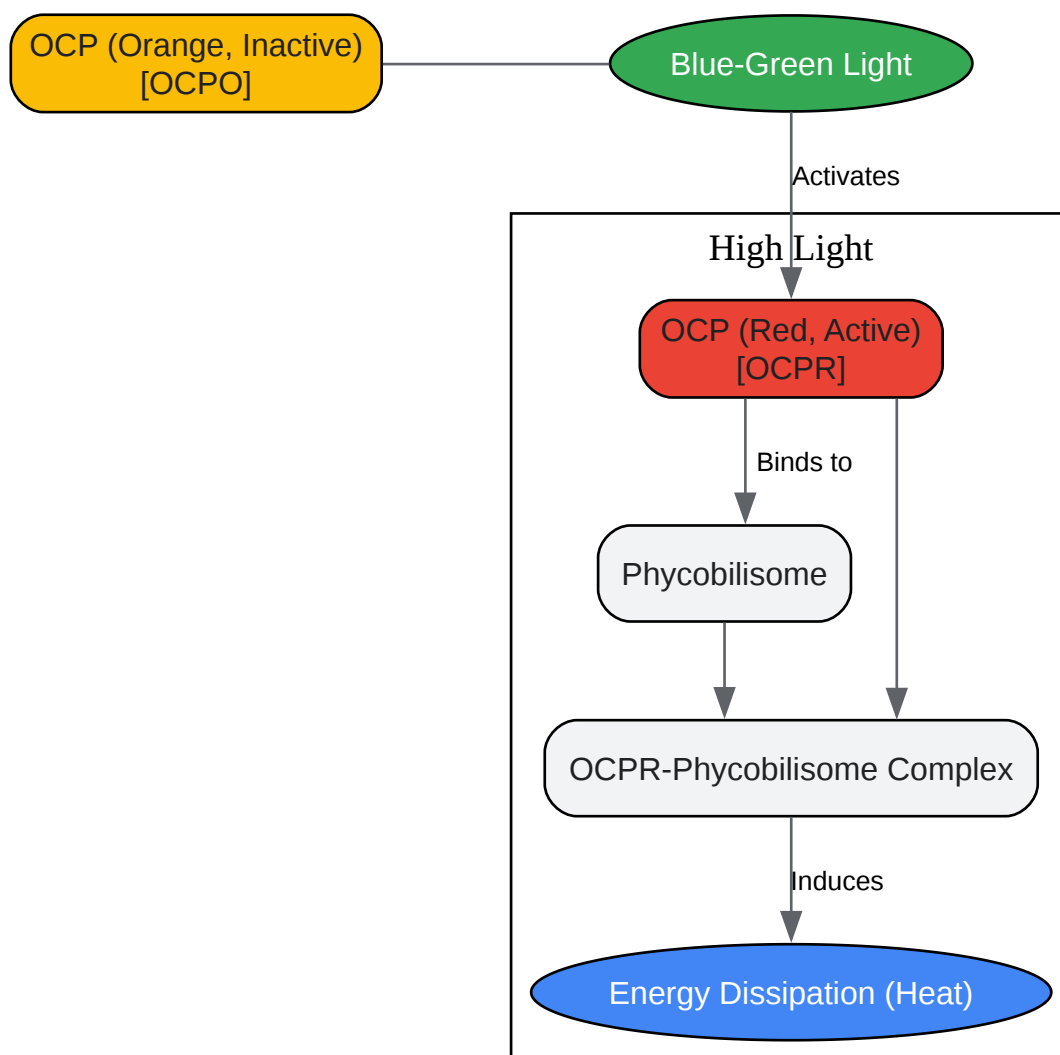 OCP (Orange, Inactive)
[OCPO]
Blue-Green Light
Activates
High Light
OCP (Red, Active)
[OCPR]
Binds to
Phycobilisome
OCPR-Phycobilisome Complex
Induces
Energy Dissipation (Heat)